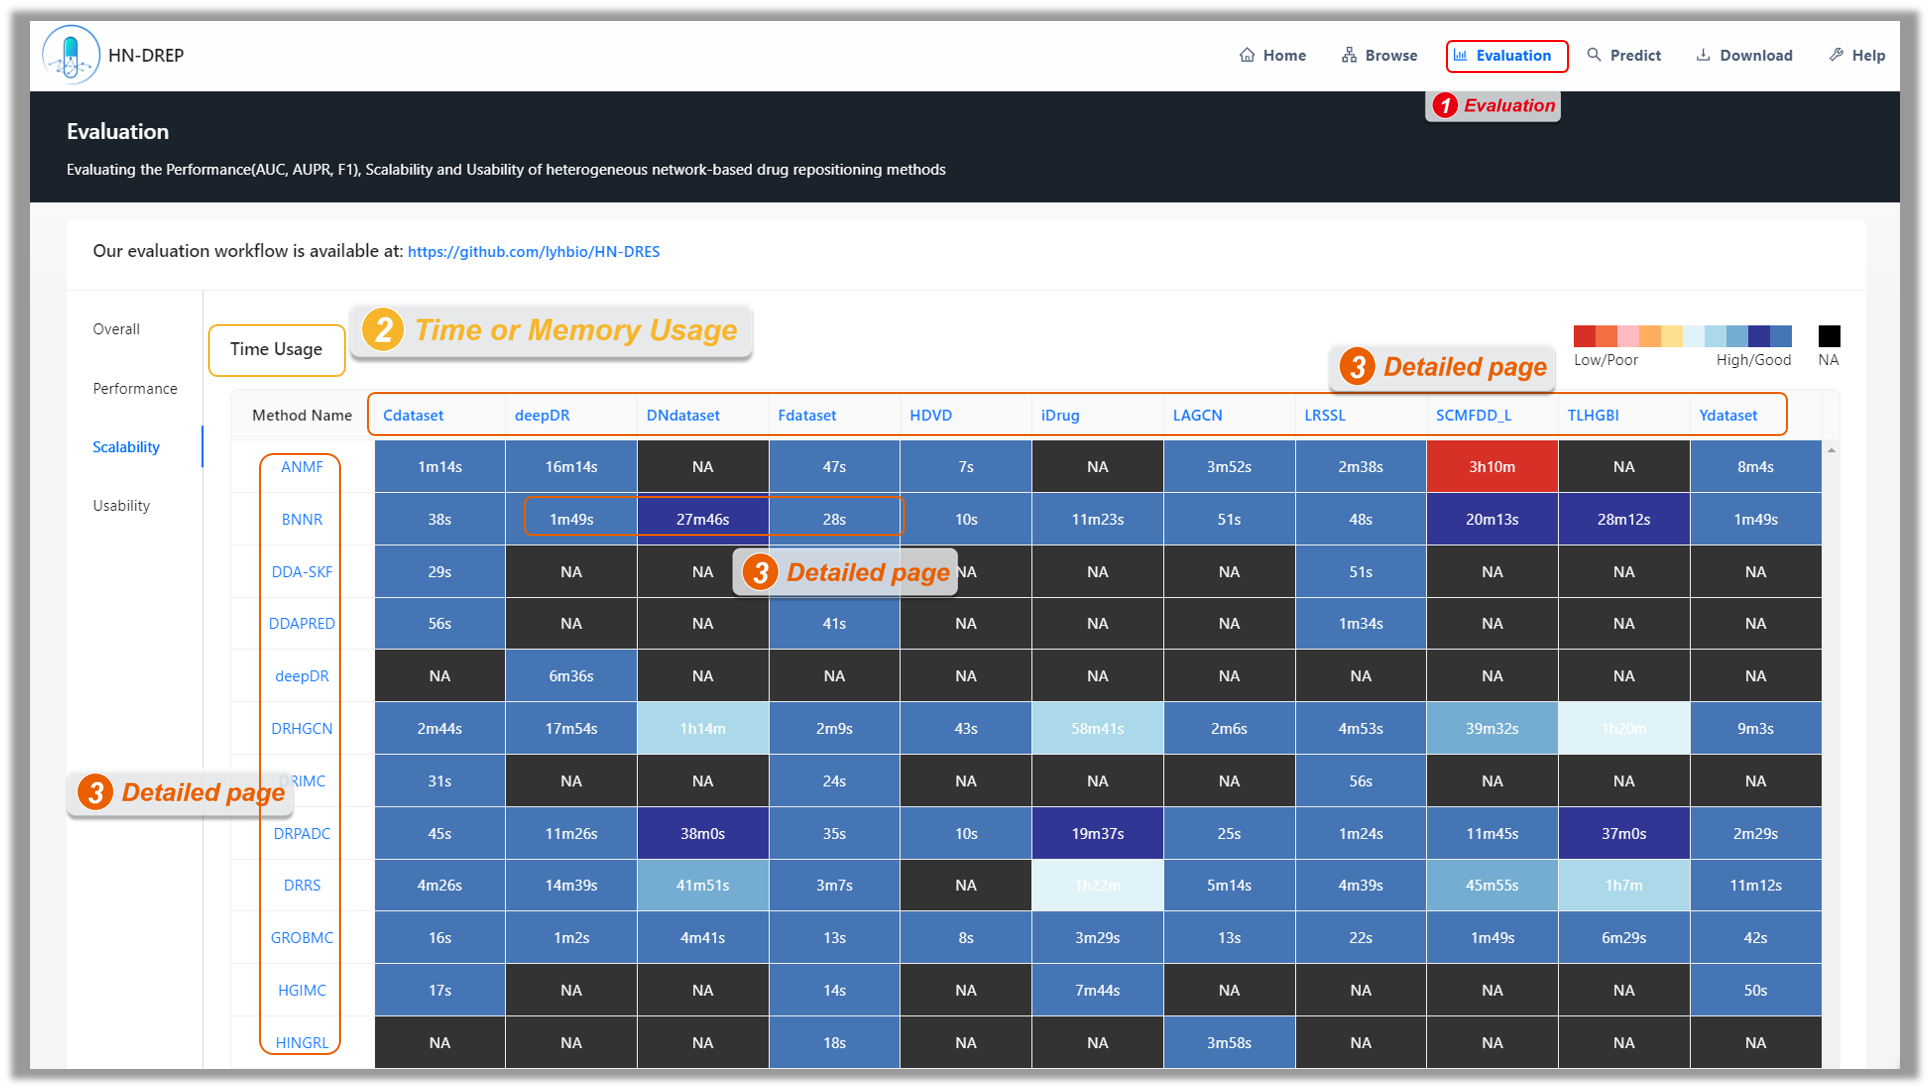 HN-DREP
Home Browse Evaluation Predict Download Help
1 Evaluation
Evaluation
Evaluating the Performance(AUC, AUPR, F1), Scalability and Usability of heterogeneous network-based drug repositioning methods
Our evaluation workflow is available at: https://github.com/lyhbio/HN-DRES
Overall
Performance
Scalability
Usability
Time Usage
2 Time or Memory Usage
Low/Poor High/Good NA
3 Detailed page
Method Name Cdataset deepDR DNdataset Fdataset HDVD iDrug LAGCN LRSSL SCMFDD_L TLHGBI Ydataset
ANMF 1m14s 16m14s NA 47s 7s NA 3m52s 2m38s 3h10m NA 8m4s
BNNR 38s 1m49s 27m46s 28s 10s 11m23s 51s 48s 20m13s 28m12s 1m49s
DDA-SKF 29s NA NA NA NA NA 51s NA NA NA
3 Detailed page
DDAPRED 56s NA NA 41s NA NA NA 1m34s NA NA NA
deepDR NA 6m36s NA NA NA NA NA NA NA NA NA
DRHGCN 2m44s 17m54s 1h14m 2m9s 43s 58m41s 2m6s 4m53s 39m32s 1h20m 9m3s
DRIMC 31s NA NA 24s NA NA NA 56s NA NA NA
3 Detailed page
DRPADC 45s 11m26s 38m0s 35s 10s 19m37s 25s 1m24s 11m45s 37m0s 2m29s
DRRS 4m26s 14m39s 41m51s 3m7s NA 1h22m 5m14s 4m39s 45m55s 1h7m 11m12s
GROBMC 16s 1m2s 4m41s 13s 8s 3m29s 13s 22s 1m49s 6m29s 42s
HGIMC 17s NA NA 14s NA 7m44s NA NA NA NA 50s
HINGRL NA NA NA 18s NA NA 3m58s NA NA NA NA